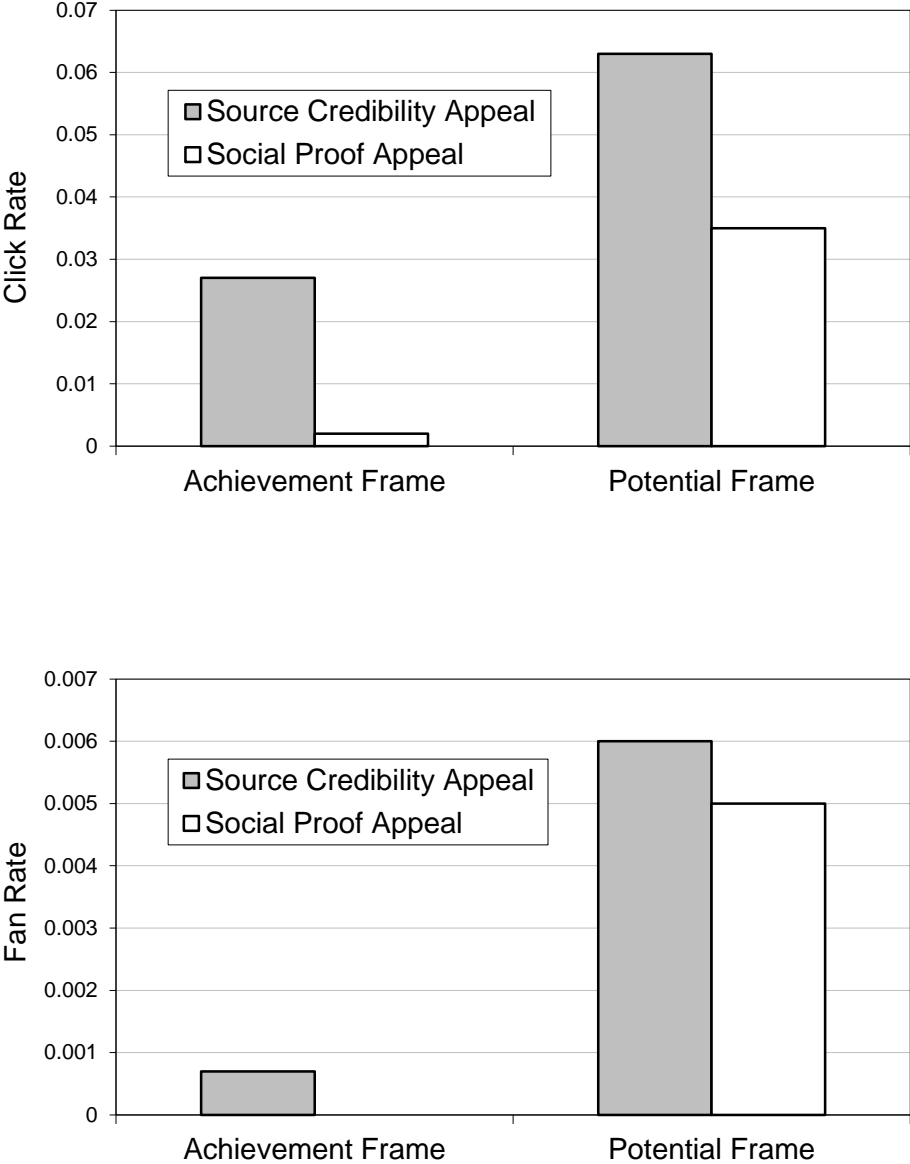 0.07
0.06
0.05
0.04
0.03
0.02
0.01
0
Click Rate
Source Credibility Appeal
Social Proof Appeal
Achievement Frame Potential Frame
0.007
0.006
0.005
0.004
0.003
0.002
0.001
0
Fan Rate
Source Credibility Appeal
Social Proof Appeal
Achievement Frame Potential Frame